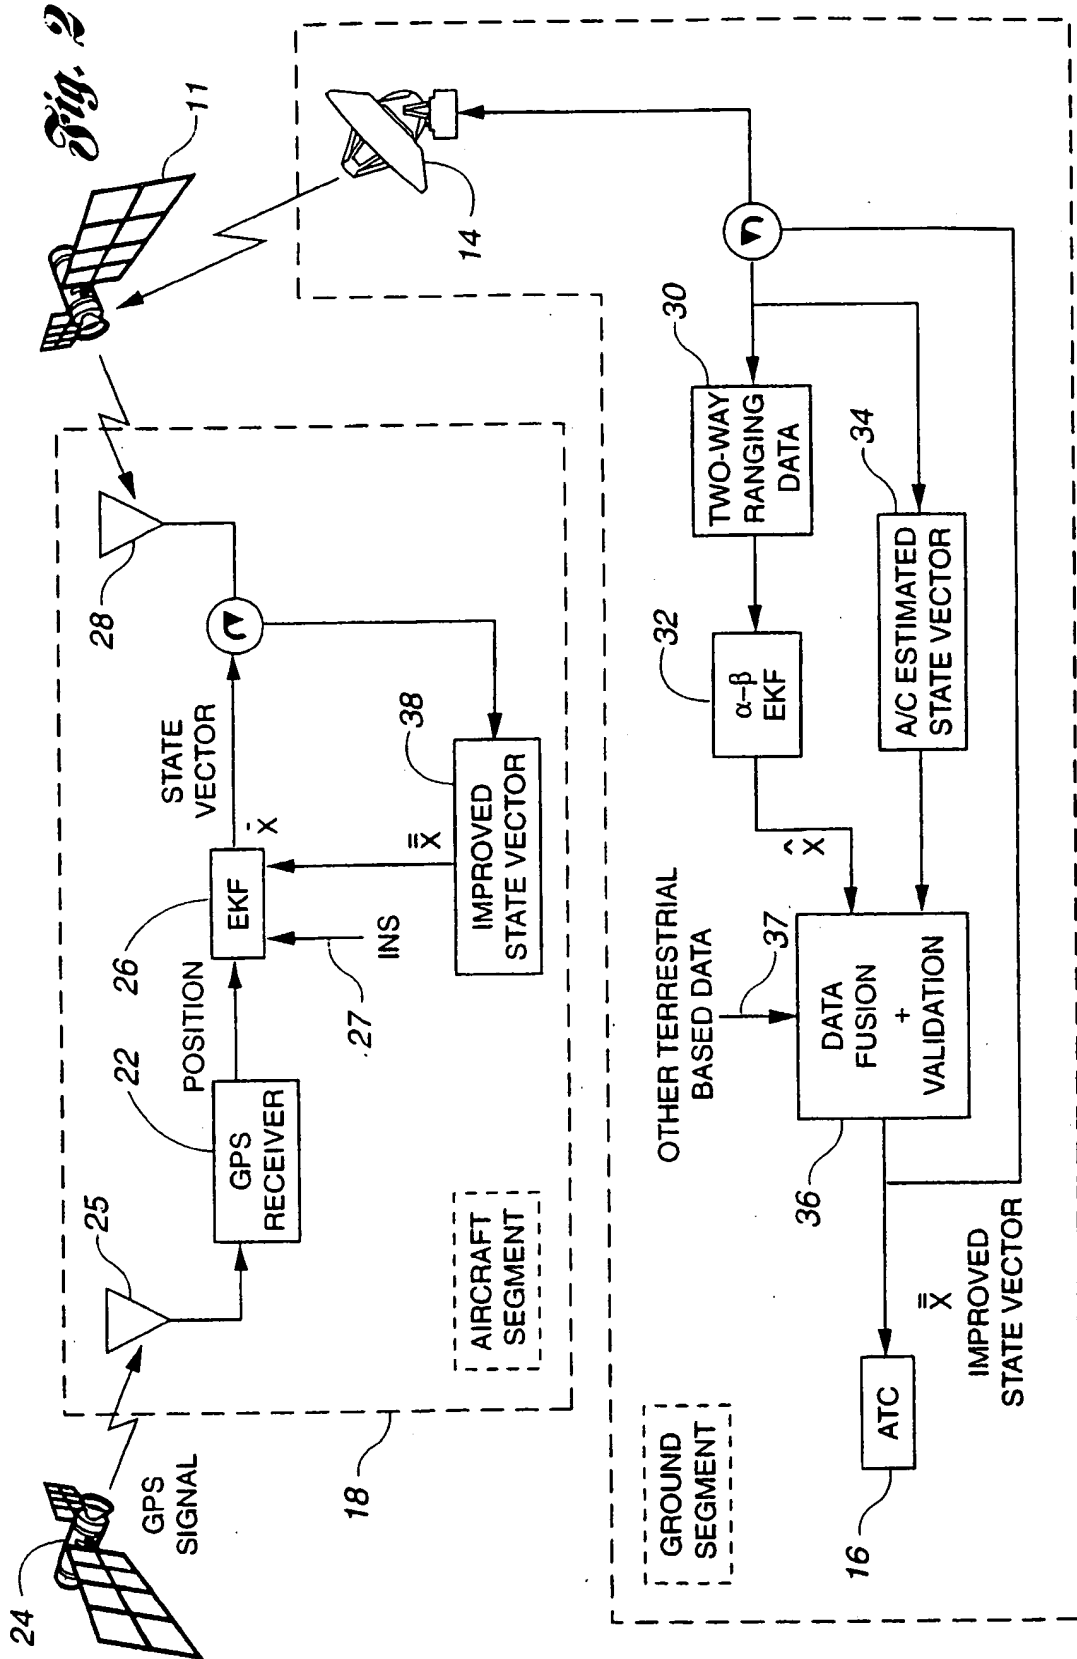 Fig. 2
24
GPS
SIGNAL
25
22
GPS
RECEIVER
POSITION
26
EKF
27
INS
STATE
VECTOR
X̄
X̿
38
IMPROVED
STATE VECTOR
28
11
18
AIRCRAFT
SEGMENT
14
GROUND
SEGMENT
16
ATC
X̿
IMPROVED
STATE VECTOR
36
DATA
FUSION
+
VALIDATION
OTHER TERRESTRIAL
BASED DATA
37
X̂
32
α–β
EKF
30
TWO-WAY
RANGING
DATA
34
A/C ESTIMATED
STATE VECTOR